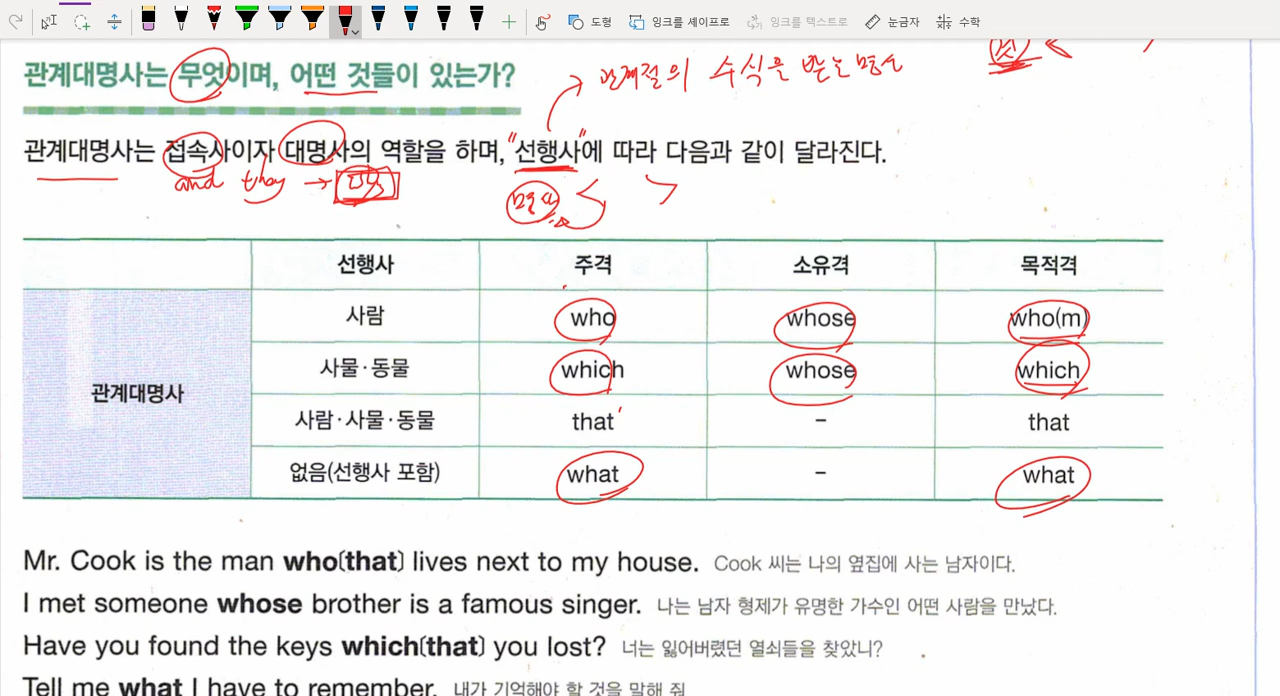 도형 잉크를 셰이프로 잉크를 텍스트로 눈금자 수학
관계대명사는 무엇이며, 어떤 것들이 있는가?
관계절의 수식을 받는 명사
관계대명사는 접속사이자 대명사의 역할을 하며, "선행사"에 따라 다음과 같이 달라진다.
and they →
명사
선행사 주격 소유격 목적격
관계대명사
사람 who whose who(m)
사물·동물 which whose which
사람·사물·동물 that – that
없음(선행사 포함) what – what
Mr. Cook is the man who(that) lives next to my house. Cook 씨는 나의 옆집에 사는 남자이다.
I met someone whose brother is a famous singer. 나는 남자 형제가 유명한 가수인 어떤 사람을 만났다.
Have you found the keys which(that) you lost? 너는 잃어버렸던 열쇠들을 찾았니?
Tell me what I have to remember. 내가 기억해야 할 것을 말해 줘